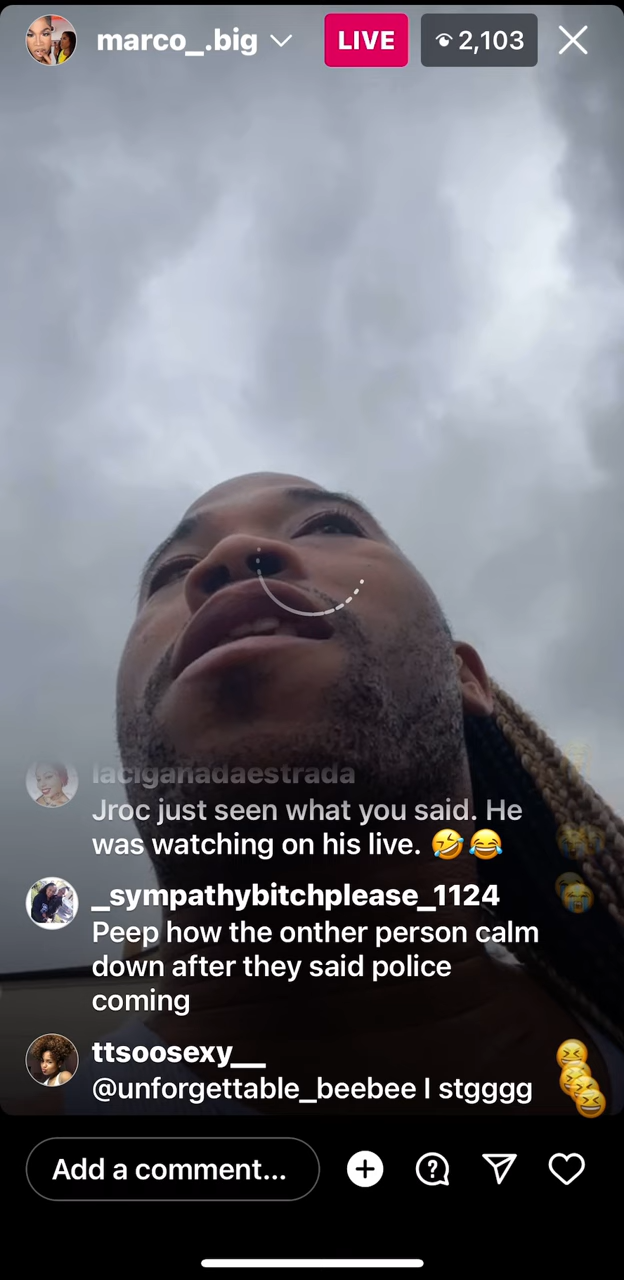 marco_.big
LIVE
2,103
laciganadaestrada
Jroc just seen what you said. He
was watching on his live. 🤣😂
_sympathybitchplease_1124
Peep how the onther person calm
down after they said police
coming
ttsoosexy__
@unforgettable_beebee I stgggg
Add a comment...